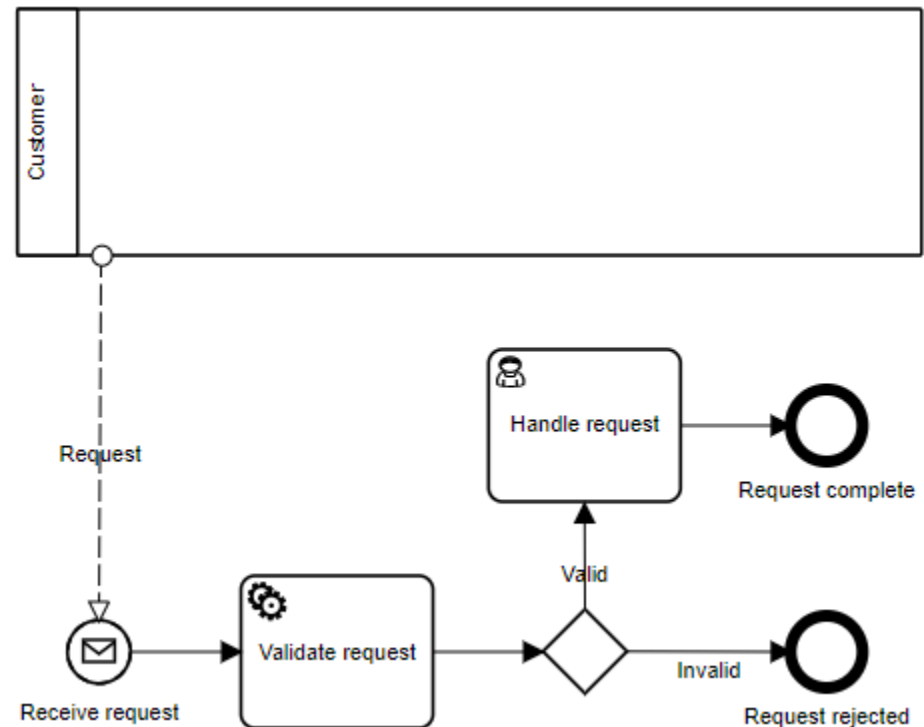 Customer
Request
Handle request
Request complete
Valid
Validate request
Invalid
Receive request
Request rejected